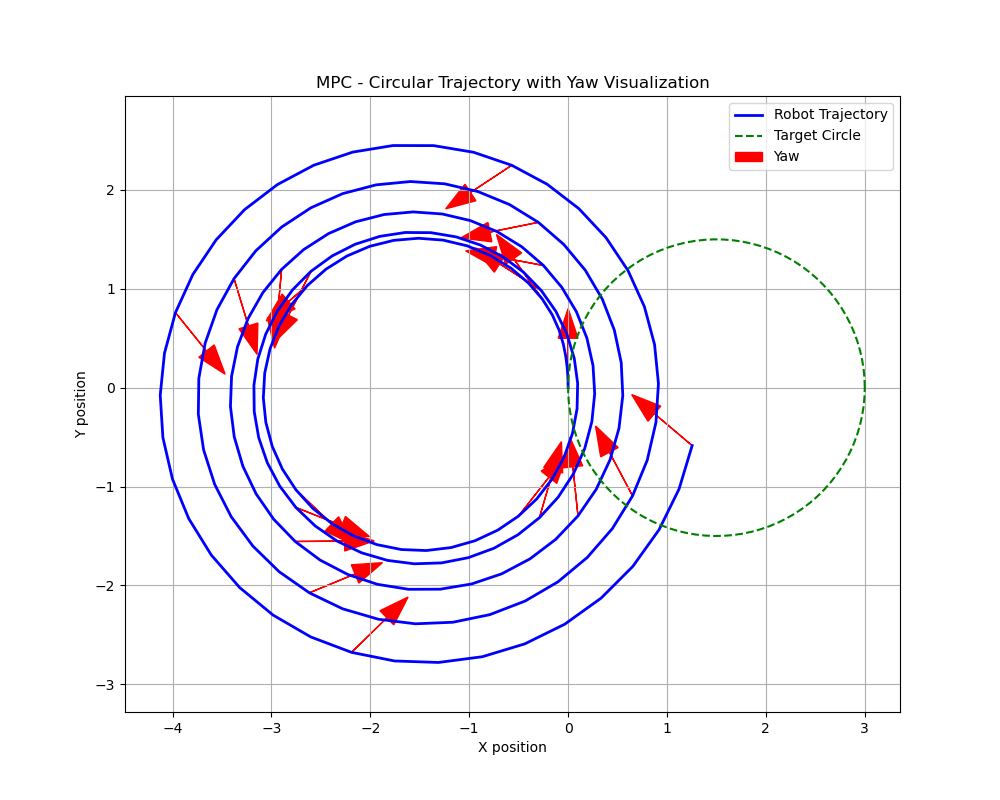 MPC - Circular Trajectory with Yaw Visualization
Robot Trajectory
Target Circle
Yaw
Y position
2
1
0
−1
−2
−3
−4 −3 −2 −1 0 1 2 3
X position